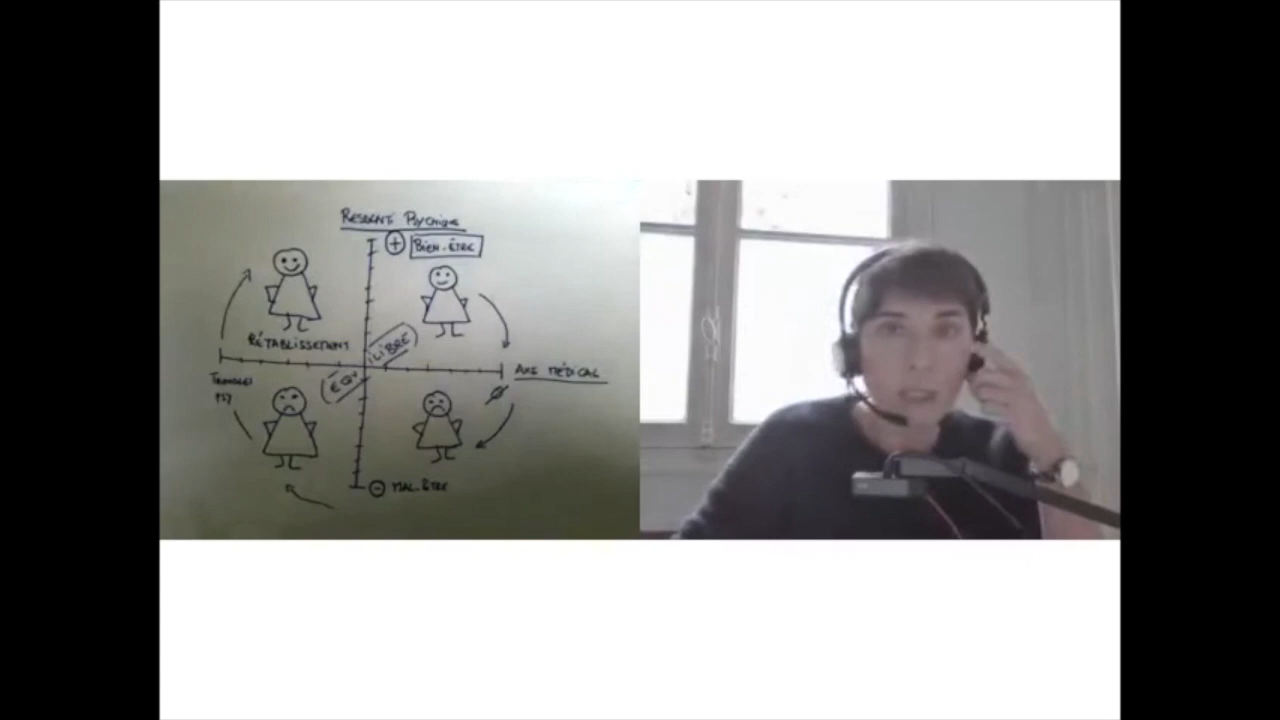 RESSENTI PSYCHIQUE
+ BIEN-ÊTRE
RÉTABLISSEMENT
ÉQUILIBRE
AXE MÉDICAL
TROUBLES
PSY
- MAL-ÊTRE